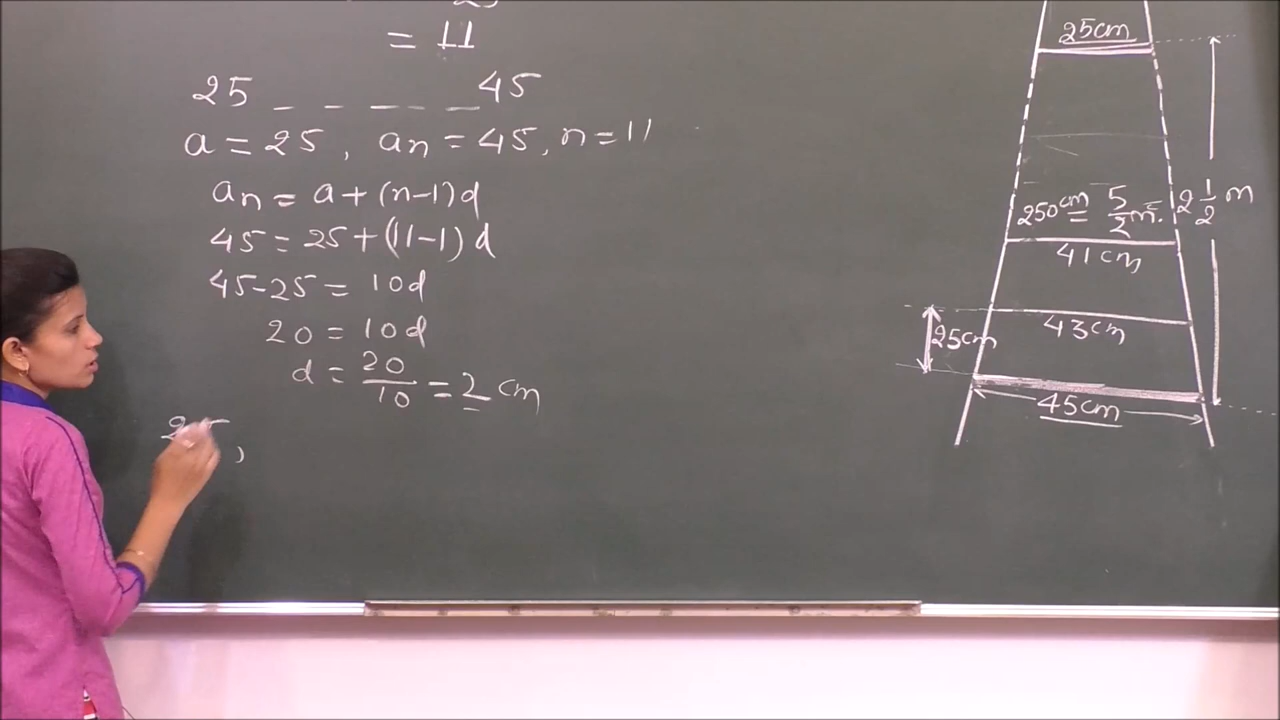 = 11
25 _ _ _ _ _ 45
a = 25, an = 45, n = 11
an = a + (n-1)d
45 = 25 + (11-1)d
45-25 = 10d
20 = 10d
d = 20/10 = 2 cm
25,
25cm
250cm = 5/2 m
2 1/2 m
41cm
43cm
25cm
45cm